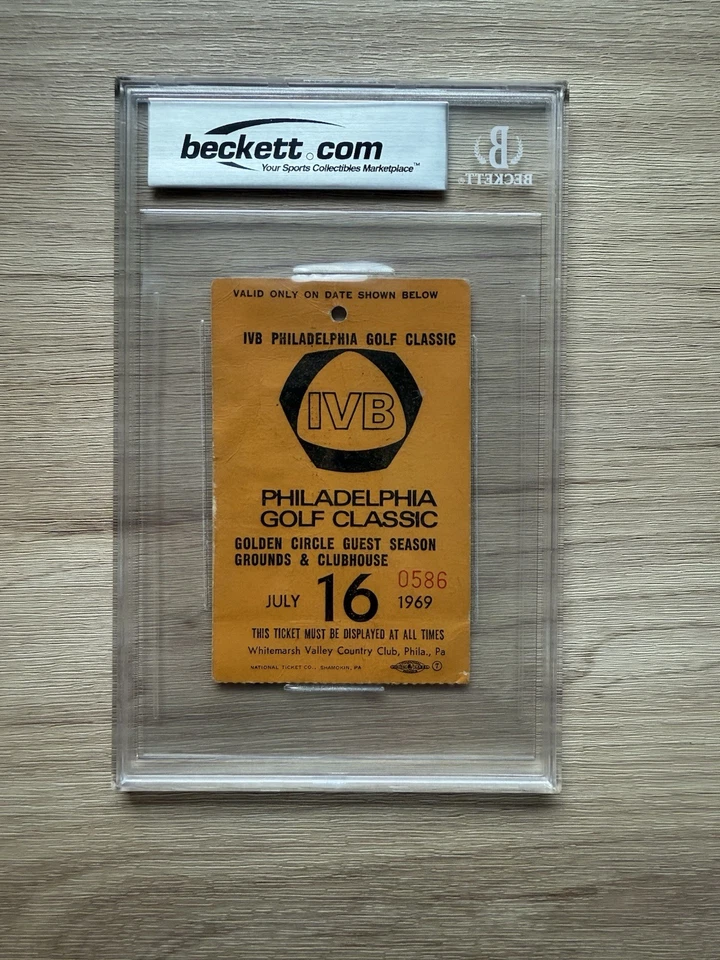 beckett.com
Your Sports Collectibles Marketplace™
BECKETT
VALID ONLY ON DATE SHOWN BELOW
IVB PHILADELPHIA GOLF CLASSIC
IVB
PHILADELPHIA
GOLF CLASSIC
GOLDEN CIRCLE GUEST SEASON
GROUNDS & CLUBHOUSE
0586
JULY 16 1969
THIS TICKET MUST BE DISPLAYED AT ALL TIMES
Whitemarsh Valley Country Club, Phila., Pa
NATIONAL TICKET CO., SHAMOKIN, PA 7